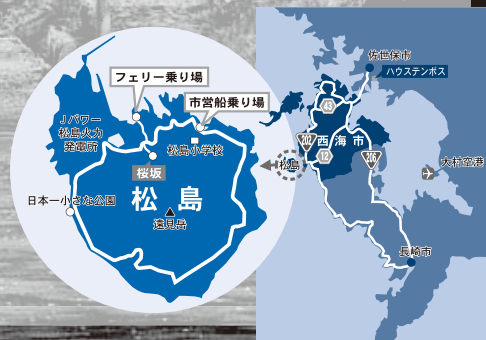 フェリー乗り場
市営船乗り場
Jパワー
松島火力
発電所
松島小学校
桜坂
日本一小さな公園
松島
遠見岳
佐世保市
ハウステンボス
43
202
西海市
12
206
松島
大村空港
長崎市